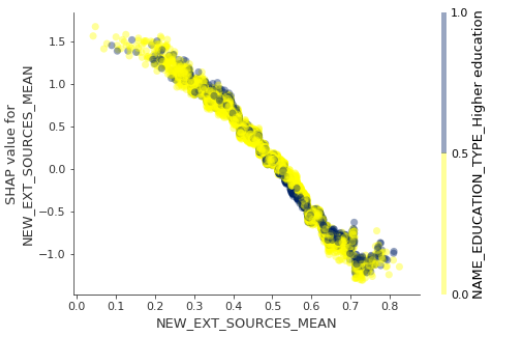 1.5
1.0
0.5
0.0
−0.5
−1.0
SHAP value for
NEW_EXT_SOURCES_MEAN
0.0 0.1 0.2 0.3 0.4 0.5 0.6 0.7 0.8
NEW_EXT_SOURCES_MEAN
1.0
0.5
0.0
NAME_EDUCATION_TYPE_Higher education